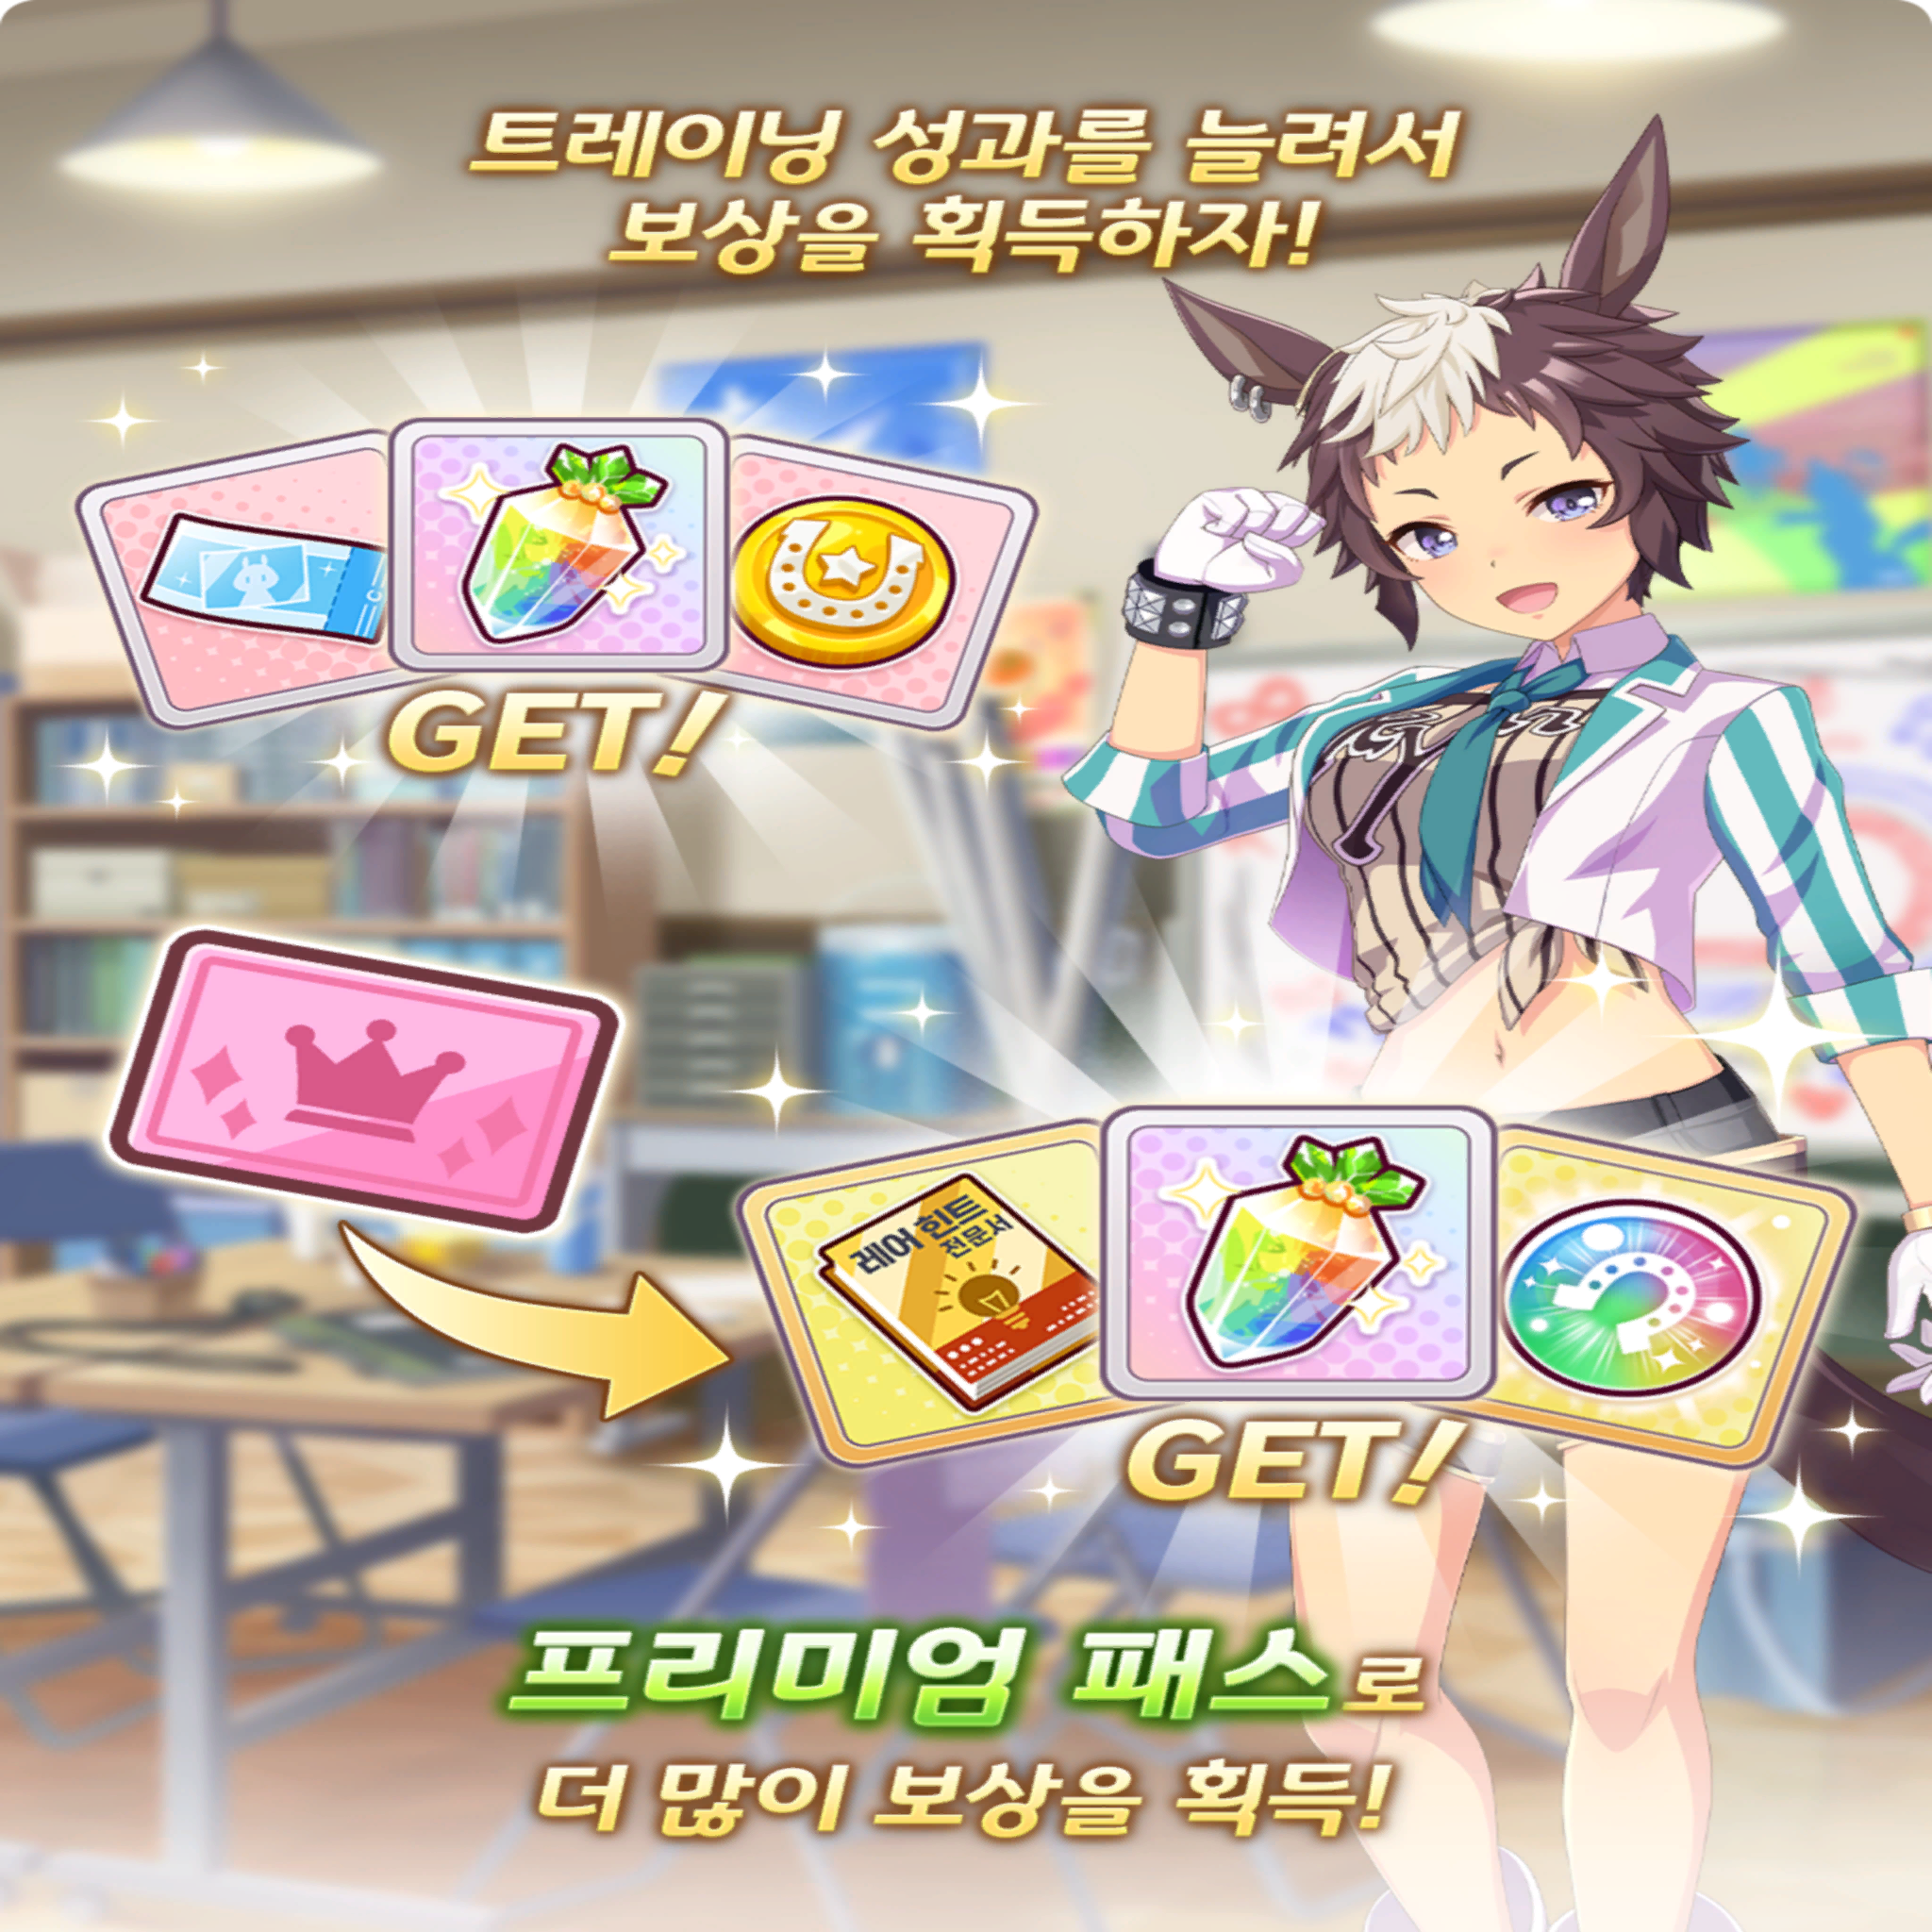 트레이닝 성과를 늘려서
보상을 획득하자!
GET!
레어 힌트
전문서
GET!
프리미엄 패스로
더 많이 보상을 획득!